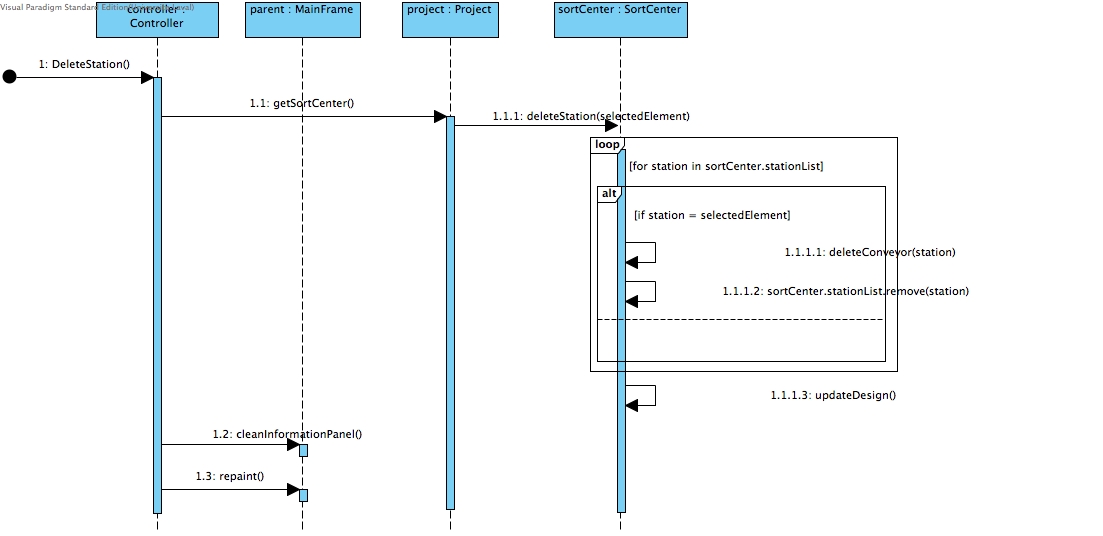 Visual Paradigm Standard Edition(Université Laval)
controller :
Controller
parent : MainFrame
project : Project
sortCenter : SortCenter
1: DeleteStation()
1.1: getSortCenter()
1.1.1: deleteStation(selectedElement)
loop
[for station in sortCenter.stationList]
alt
[if station = selectedElement]
1.1.1.1: deleteConveyor(station)
1.1.1.2: sortCenter.stationList.remove(station)
1.1.1.3: updateDesign()
1.2: cleanInformationPanel()
1.3: repaint()